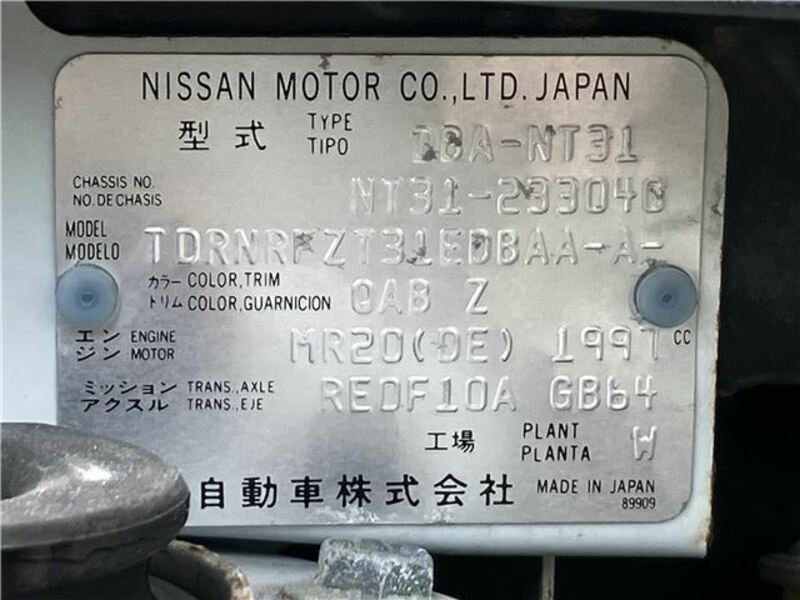 NISSAN MOTOR CO.,LTD. JAPAN
型式 TYPE TIPO DBA-NT31
CHASSIS NO. NO. DE CHASIS NT31-233040
MODEL MODELO TDRNRFZT31EDBAA-A-
カラー COLOR,TRIM トリム COLOR,GUARNICION QAB Z
エンジン ENGINE MOTOR MR20(DE) 1997 CC
ミッション TRANS.,AXLE アクスル TRANS.,EJE RE0F10A GB64
工場 PLANT PLANTA W
自動車株式会社 MADE IN JAPAN
89909